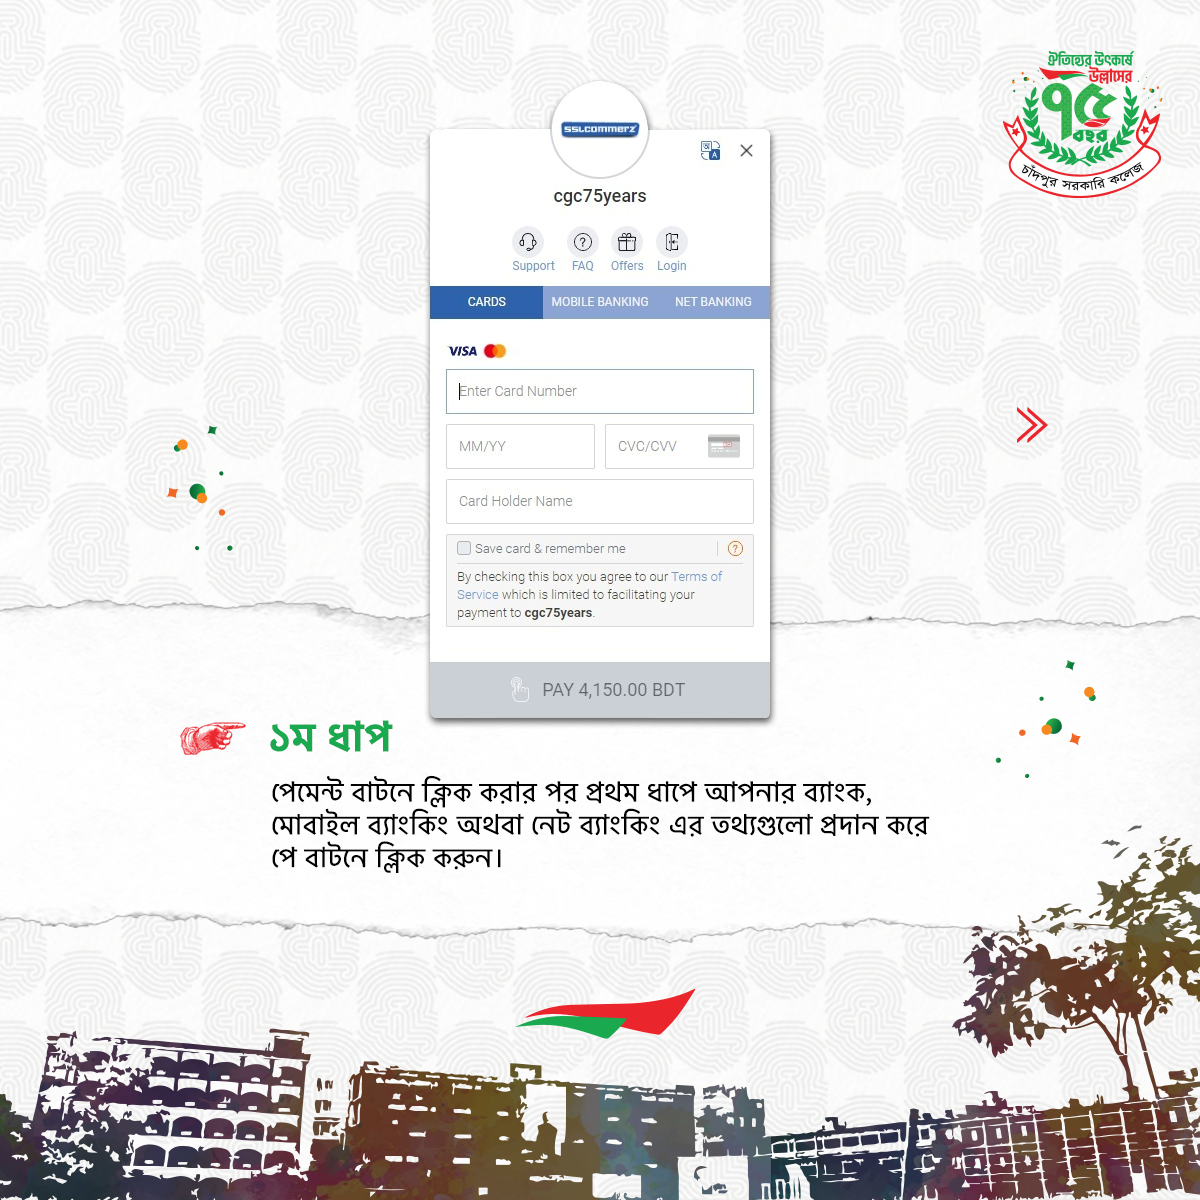 ঐতিহ্যের উৎকর্ষে
উল্লাসের
৭৫
বছর
চাঁদপুর সরকারি কলেজ
SSLCOMMERZ
cgc75years
Support FAQ Offers Login
CARDS MOBILE BANKING NET BANKING
VISA
Enter Card Number
MM/YY CVC/CVV
Card Holder Name
Save card & remember me ?
By checking this box you agree to our Terms of
Service which is limited to facilitating your
payment to cgc75years.
PAY 4,150.00 BDT
১ম ধাপ
পেমেন্ট বাটনে ক্লিক করার পর প্রথম ধাপে আপনার ব্যাংক,
মোবাইল ব্যাংকিং অথবা নেট ব্যাংকিং এর তথ্যগুলো প্রদান করে
পে বাটনে ক্লিক করুন।